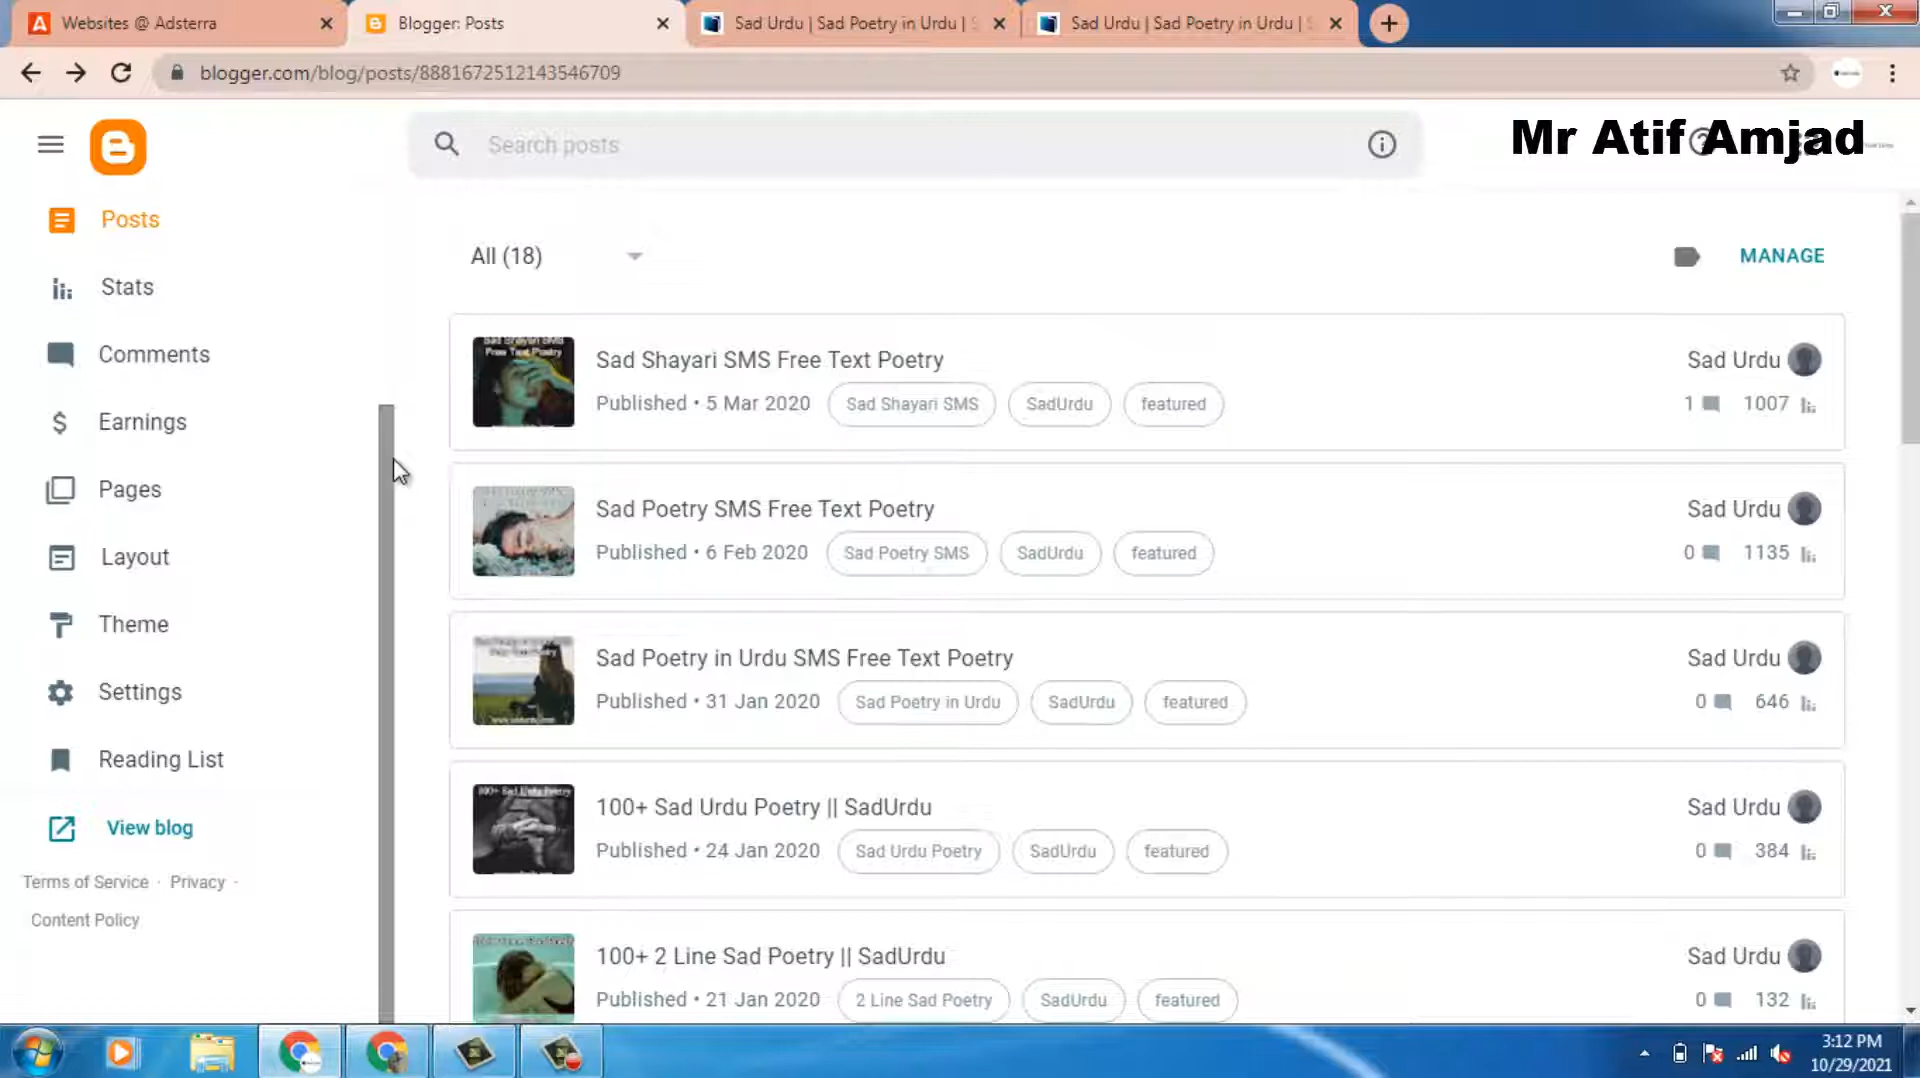 Websites @ Adsterra
Blogger: Posts
Sad Urdu | Sad Poetry in Urdu |
Sad Urdu | Sad Poetry in Urdu |
blogger.com/blog/posts/8881672512143546709
Search posts
Mr Atif Amjad
Posts
Stats
Comments
Earnings
Pages
Layout
Theme
Settings
Reading List
View blog
Terms of Service · Privacy ·
Content Policy
All (18)
MANAGE
Sad Shayari SMS Free Text Poetry
Sad Urdu
Published • 5 Mar 2020 Sad Shayari SMS SadUrdu featured
1 1007
Sad Poetry SMS Free Text Poetry
Sad Urdu
Published • 6 Feb 2020 Sad Poetry SMS SadUrdu featured
0 1135
Sad Poetry in Urdu SMS Free Text Poetry
Sad Urdu
Published • 31 Jan 2020 Sad Poetry in Urdu SadUrdu featured
0 646
100+ Sad Urdu Poetry || SadUrdu
Sad Urdu
Published • 24 Jan 2020 Sad Urdu Poetry SadUrdu featured
0 384
100+ 2 Line Sad Poetry || SadUrdu
Sad Urdu
Published • 21 Jan 2020 2 Line Sad Poetry SadUrdu featured
0 132
3:12 PM
10/29/2021